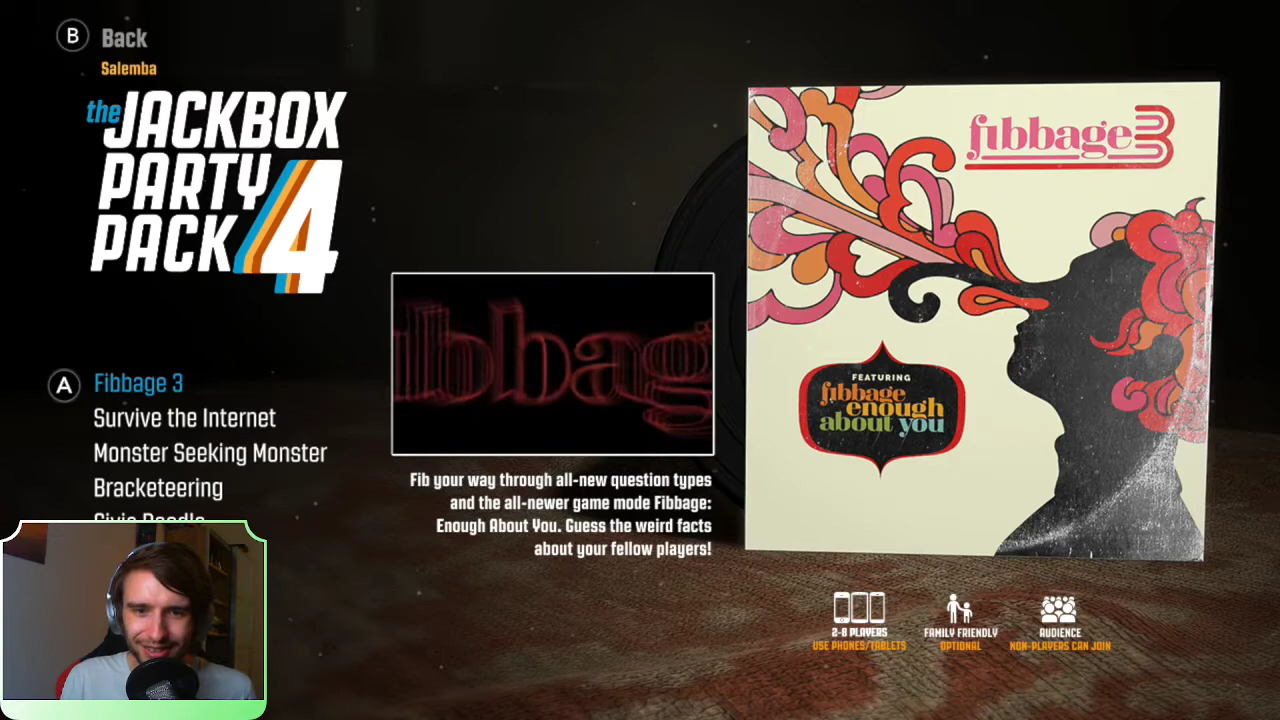 B Back
Salemba
the JACKBOX
PARTY
PACK 4
A Fibbage 3
Survive the Internet
Monster Seeking Monster
Bracketeering
Civic Doodle
ibbag
Fib your way through all-new question types
and the all-newer game mode Fibbage:
Enough About You. Guess the weird facts
about your fellow players!
fibbage 3
FEATURING
fibbage
enough
about you
2-8 PLAYERS
USE PHONES/TABLETS
FAMILY FRIENDLY
OPTIONAL
AUDIENCE
NON-PLAYERS CAN JOIN